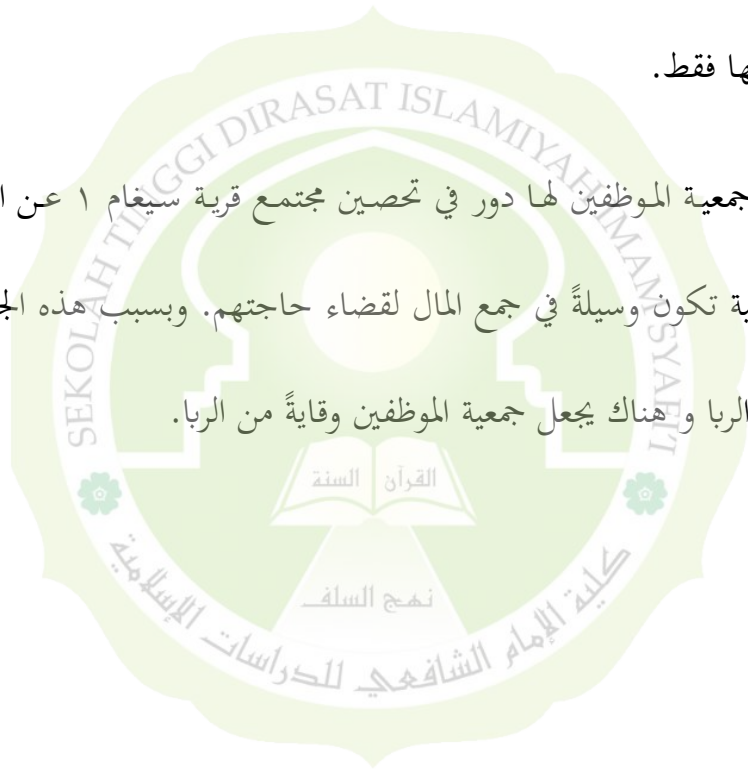 ها فقط.
جمعية الموظفين لها دور في تحصين مجتمع قرية سيغام ١ عن ا
ية تكون وسيلةً في جمع المال لقضاء حاجتهم. وبسبب هذه الج
الربا و هناك يجعل جمعية الموظفين وقايةً من الربا.
SEKOLAH TINGGI DIRASAT ISLAMIYAH IMAM SYAFE'I
القرآن السنة
نهج السلف
كلية الإمام الشافعي للدراسات الإسلامية